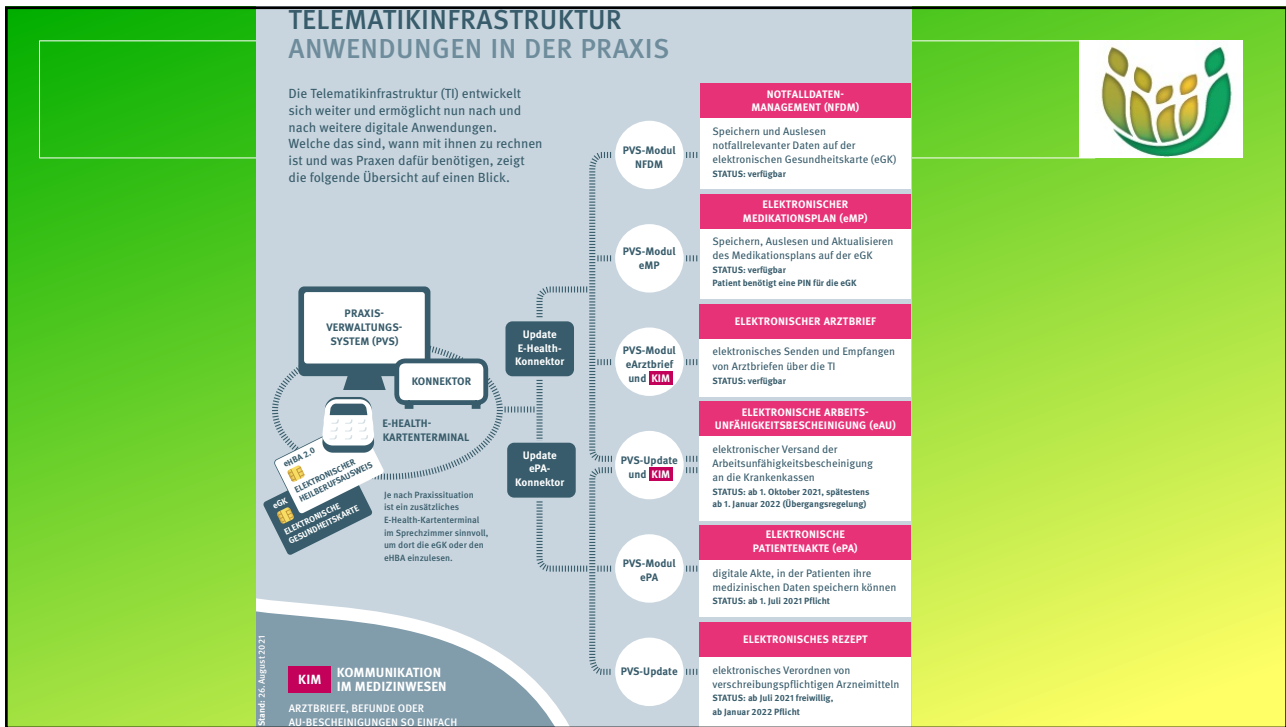 TELEMATIKINFRASTRUKTUR
ANWENDUNGEN IN DER PRAXIS
Die Telematikinfrastruktur (TI) entwickelt
sich weiter und ermöglicht nun nach und
nach weitere digitale Anwendungen.
Welche das sind, wann mit ihnen zu rechnen
ist und was Praxen dafür benötigen, zeigt
die folgende Übersicht auf einen Blick.
PRAXIS-
VERWALTUNGS-
SYSTEM (PVS)
KONNEKTOR
E-HEALTH-
KARTENTERMINAL
eHBA 2.0
ELEKTRONISCHER
HEILBERUFSAUSWEIS
eGK
ELEKTRONISCHE
GESUNDHEITSKARTE
Je nach Praxissituation
ist ein zusätzliches
E-Health-Kartenterminal
im Sprechzimmer sinnvoll,
um dort die eGK oder den
eHBA einzulesen.
Update
E-Health-
Konnektor
Update
ePA-
Konnektor
PVS-Modul
NFDM
NOTFALLDATEN-
MANAGEMENT (NFDM)
Speichern und Auslesen
notfallrelevanter Daten auf der
elektronischen Gesundheitskarte (eGK)
STATUS: verfügbar
PVS-Modul
eMP
ELEKTRONISCHER
MEDIKATIONSPLAN (eMP)
Speichern, Auslesen und Aktualisieren
des Medikationsplans auf der eGK
STATUS: verfügbar
Patient benötigt eine PIN für die eGK
PVS-Modul
eArztbrief
und KIM
ELEKTRONISCHER ARZTBRIEF
elektronisches Senden und Empfangen
von Arztbriefen über die TI
STATUS: verfügbar
PVS-Update
und KIM
ELEKTRONISCHE ARBEITS-
UNFÄHIGKEITSBESCHEINIGUNG (eAU)
elektronischer Versand der
Arbeitsunfähigkeitsbescheinigung
an die Krankenkassen
STATUS: ab 1. Oktober 2021, spätestens
ab 1. Januar 2022 (Übergangsregelung)
PVS-Modul
ePA
ELEKTRONISCHE
PATIENTENAKTE (ePA)
digitale Akte, in der Patienten ihre
medizinischen Daten speichern können
STATUS: ab 1. Juli 2021 Pflicht
PVS-Update
ELEKTRONISCHES REZEPT
elektronisches Verordnen von
verschreibungspflichtigen Arzneimitteln
STATUS: ab Juli 2021 freiwillig,
ab Januar 2022 Pflicht
Stand: 26. August 2021
KIM KOMMUNIKATION
IM MEDIZINWESEN
ARZTBRIEFE, BEFUNDE ODER
AU-BESCHEINIGUNGEN SO EINFACH